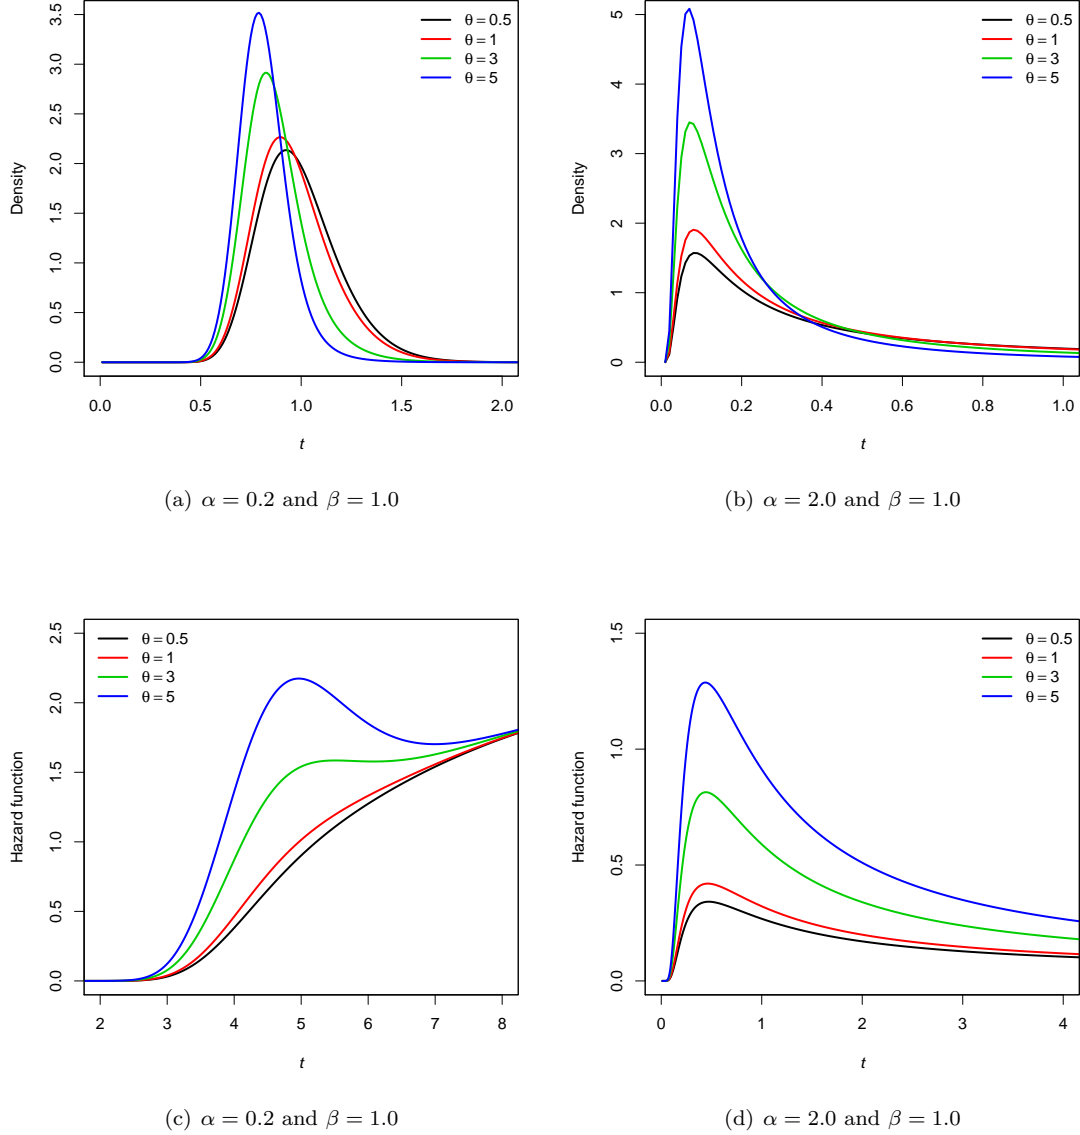 θ = 0.5
θ = 1
θ = 3
θ = 5
Density
0.0 0.5 1.0 1.5 2.0 2.5 3.0 3.5
0.0 0.5 1.0 1.5 2.0
t
(a) α = 0.2 and β = 1.0
θ = 0.5
θ = 1
θ = 3
θ = 5
Density
0 1 2 3 4 5
0.0 0.2 0.4 0.6 0.8 1.0
t
(b) α = 2.0 and β = 1.0
θ = 0.5
θ = 1
θ = 3
θ = 5
Hazard function
0.0 0.5 1.0 1.5 2.0 2.5
2 3 4 5 6 7 8
t
(c) α = 0.2 and β = 1.0
θ = 0.5
θ = 1
θ = 3
θ = 5
Hazard function
0.0 0.5 1.0 1.5
0 1 2 3 4
t
(d) α = 2.0 and β = 1.0